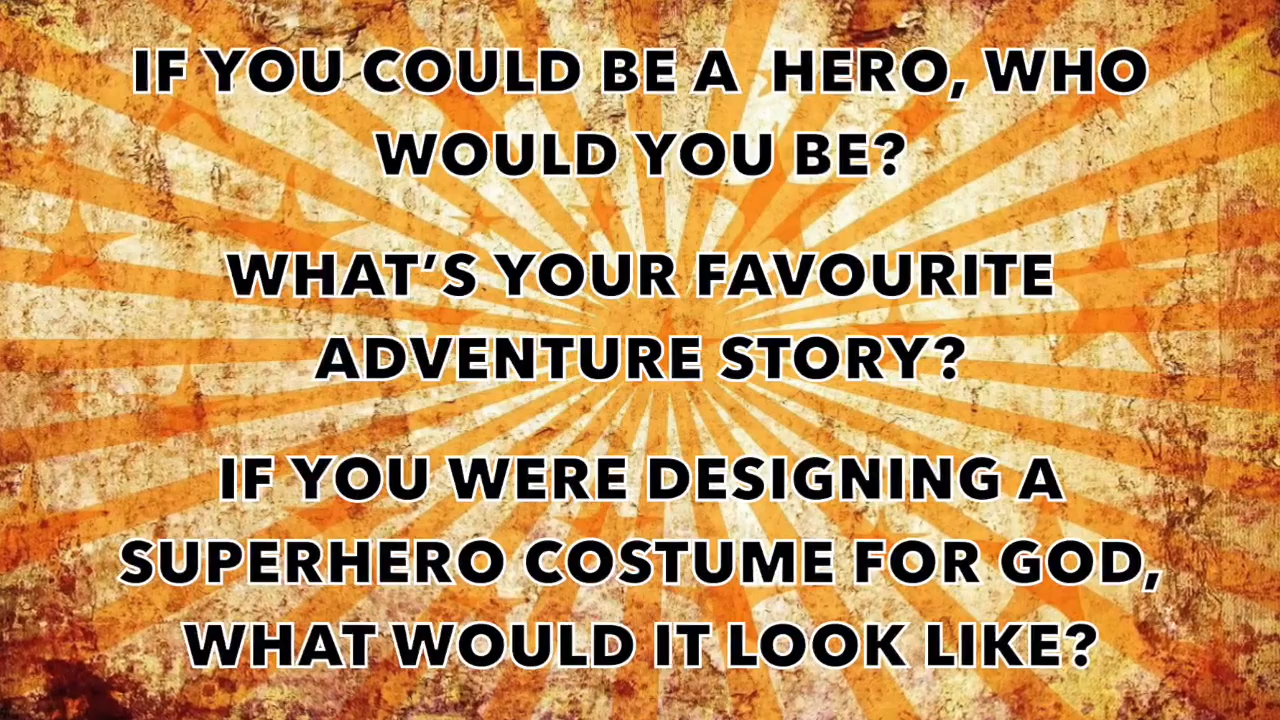 IF YOU COULD BE A HERO, WHO
WOULD YOU BE?
WHAT'S YOUR FAVOURITE
ADVENTURE STORY?
IF YOU WERE DESIGNING A
SUPERHERO COSTUME FOR GOD,
WHAT WOULD IT LOOK LIKE?